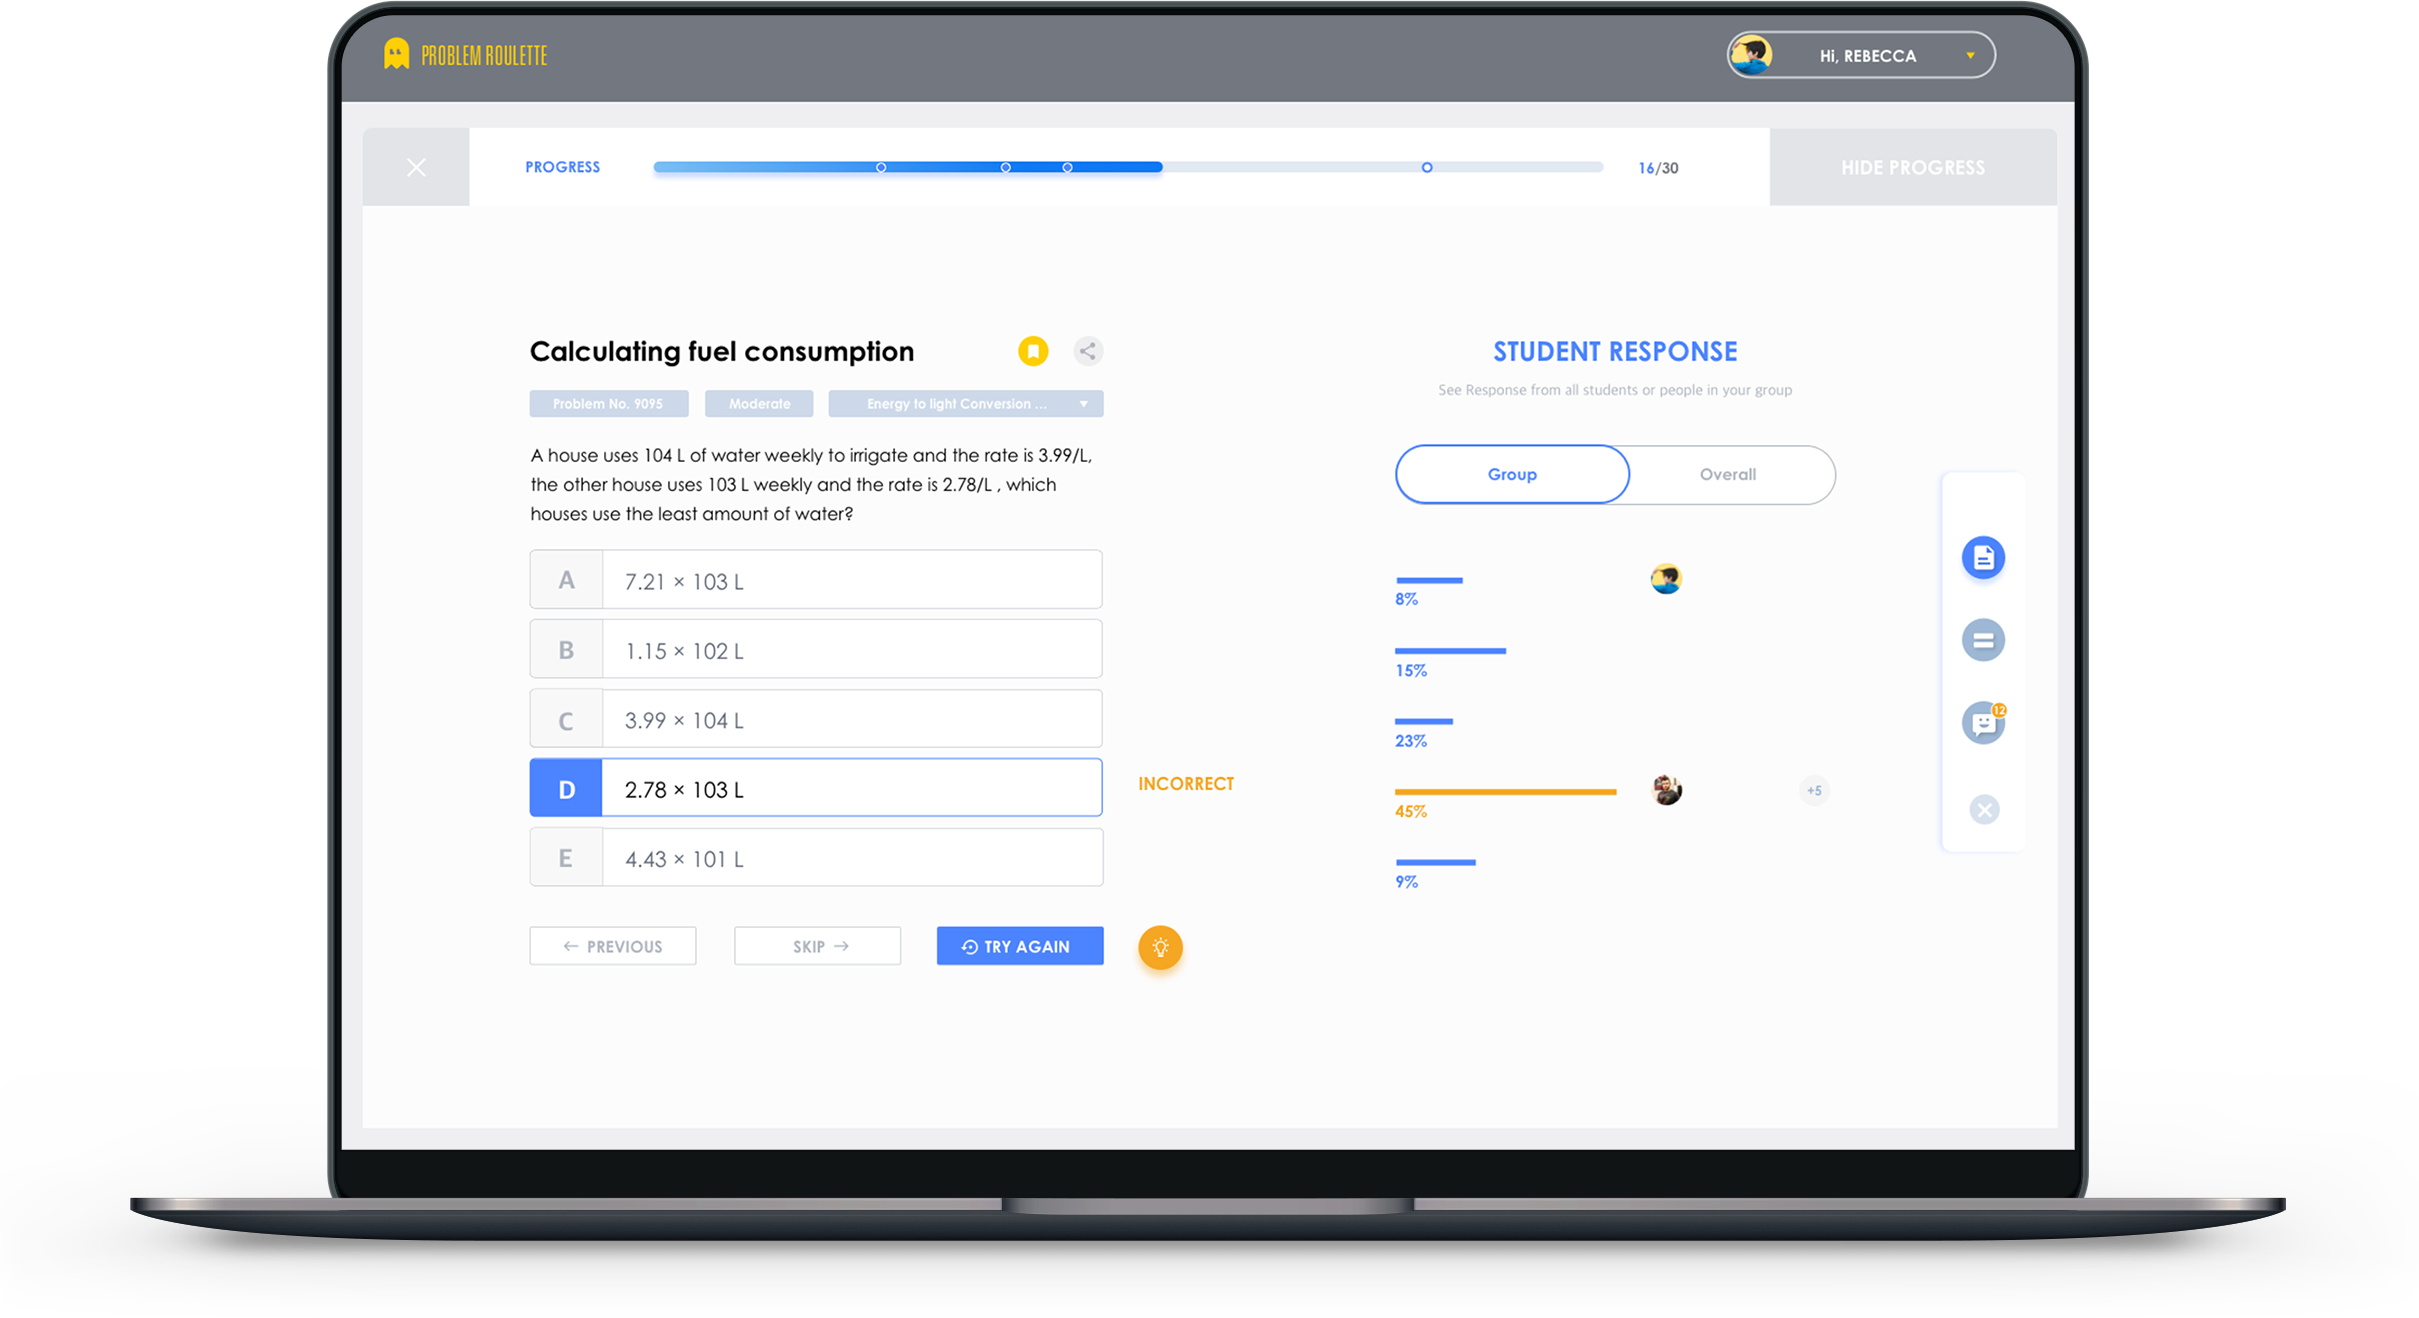 PROBLEM ROULETTE
Hi, REBECCA
PROGRESS
16/30
HIDE PROGRESS
Calculating fuel consumption
Problem No. 9095
Moderate
Energy to light Conversion ...
A house uses 104 L of water weekly to irrigate and the rate is 3.99/L,
the other house uses 103 L weekly and the rate is 2.78/L , which
houses use the least amount of water?
A
7.21 × 103 L
B
1.15 × 102 L
C
3.99 × 104 L
D
2.78 × 103 L
INCORRECT
E
4.43 × 101 L
← PREVIOUS
SKIP →
TRY AGAIN
STUDENT RESPONSE
See Response from all students or people in your group
Group
Overall
8%
15%
23%
45%
+5
9%
12